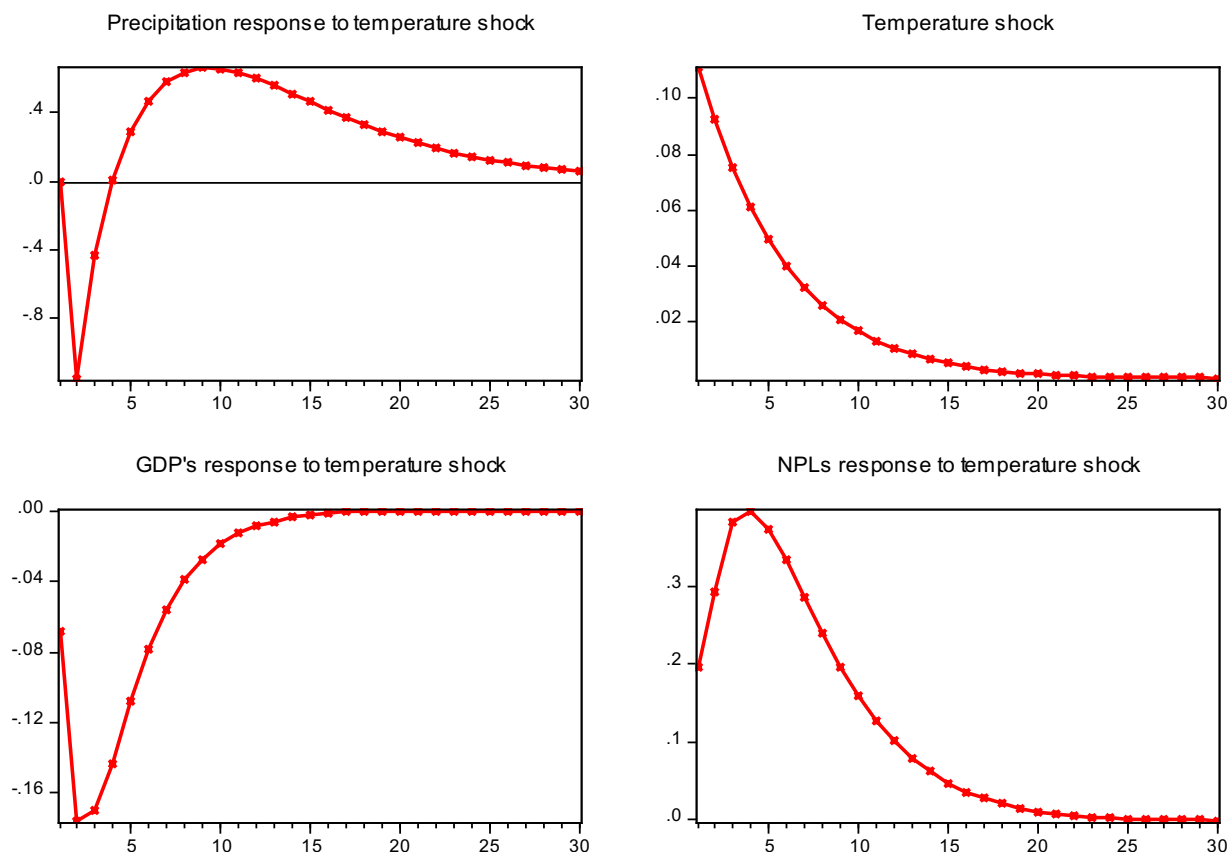 Precipitation response to temperature shock
.4
.0
-.4
-.8
5 10 15 20 25 30
Temperature shock
.10
.08
.06
.04
.02
5 10 15 20 25 30
GDP's response to temperature shock
.00
-.04
-.08
-.12
-.16
5 10 15 20 25 30
NPLs response to temperature shock
.3
.2
.1
.0
5 10 15 20 25 30